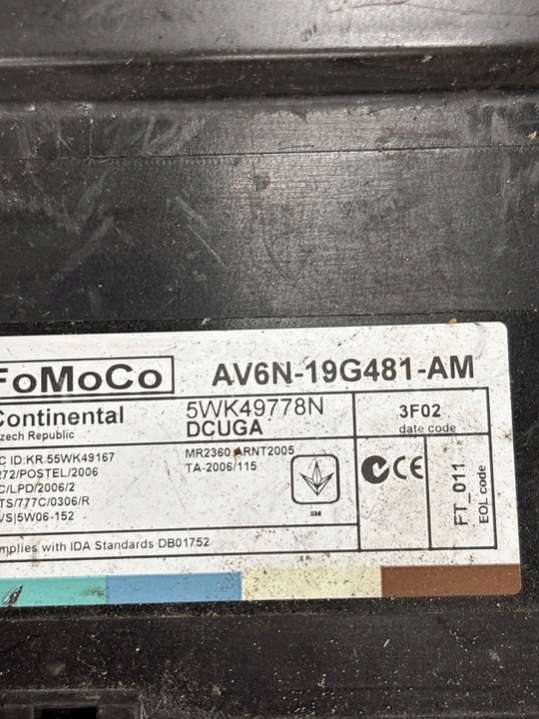 FoMoCo
AV6N-19G481-AM
Continental
Czech Republic
5WK49778N
DCUGA
3F02
date code
C ID:KR 55WK49167
272/POSTEL/2006
C/LPD/2006/2
TS/777C/0306/R
VS|5W06-152
MR2360 ARNT2005
TA-2006/115
CE
FT_011
EOL code
mplies with IDA Standards DB01752